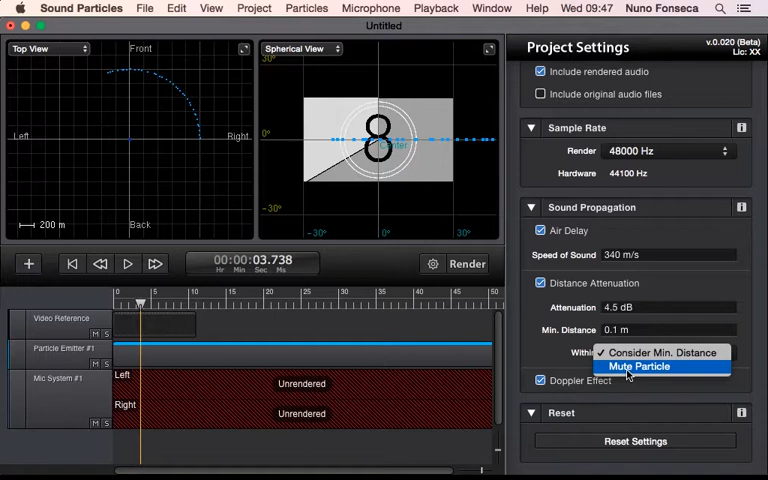 Sound Particles File Edit View Project Particles Microphone Playback Window Help Wed 09:47 Nuno Fonseca
Untitled
Top View
Front
Left
Right
Back
200 m
Spherical View
30°
0°
-30°
8
Center
-30°
0°
30°
Project Settings
v.0.020 (Beta)
Lic: XX
Include rendered audio
Include original audio files
Sample Rate
Render 48000 Hz
Hardware 44100 Hz
Sound Propagation
Air Delay
Speed of Sound 340 m/s
Distance Attenuation
Attenuation 4.5 dB
Min. Distance 0.1 m
Within
✓ Consider Min. Distance
Mute Particle
Doppler Effect
Reset
Reset Settings
00:00:03.738
Hr Min Sec Ms
Render
0 5 10 15 20 25 30 35 40 45 50
Video Reference
M S
Particle Emitter #1
M S
Mic System #1
M S
Left
Unrendered
Right
Unrendered